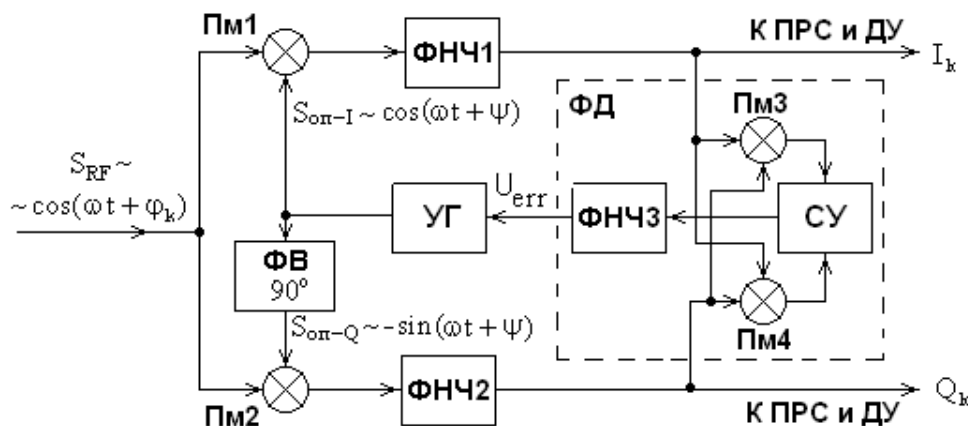 Пм1
ФНЧ1
К ПРС и ДУ
I_k
S_оп-I ~ cos(ωt + Ψ)
ФД
Пм3
S_RF ~
~ cos(ωt + φ_k)
U_err
УГ
ФНЧ3
СУ
ФВ
90°
S_оп-Q ~ -sin(ωt + Ψ)
Пм4
Пм2
ФНЧ2
К ПРС и ДУ
Q_k